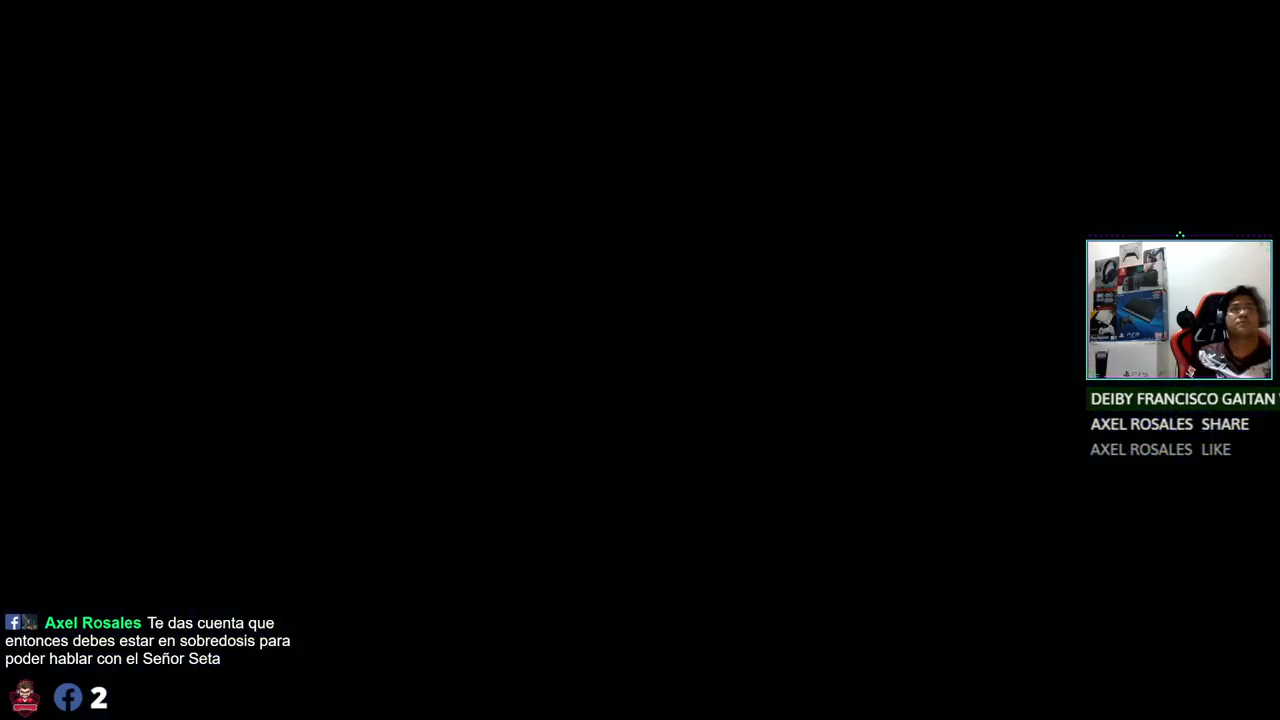 DEIBY FRANCISCO GAITAN
AXEL ROSALES SHARE
AXEL ROSALES LIKE
Axel Rosales Te das cuenta que
entonces debes estar en sobredosis para
poder hablar con el Señor Seta
2